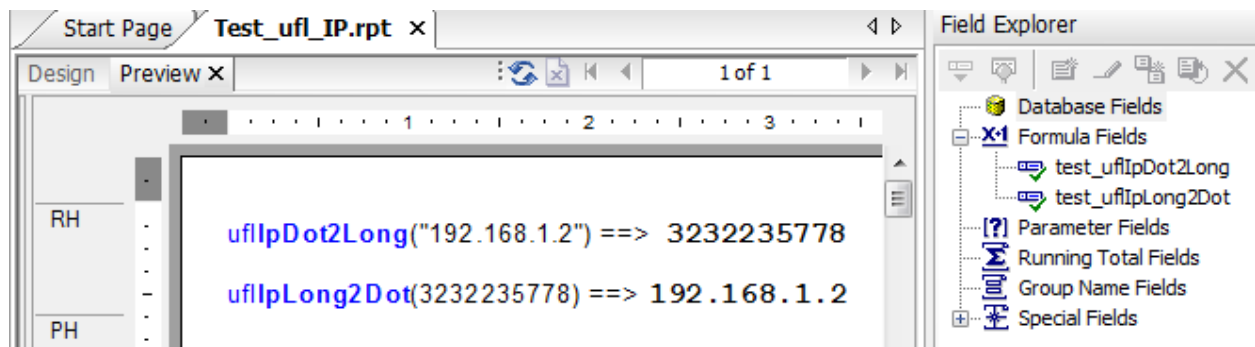 Start Page Test_ufl_IP.rpt ×
Design Preview × 1 of 1
1 2 3
RH
uflIpDot2Long("192.168.1.2") ==> 3232235778
uflIpLong2Dot(3232235778) ==> 192.168.1.2
PH
Field Explorer
Database Fields
X+1 Formula Fields
test_uflIpDot2Long
test_uflIpLong2Dot
[?] Parameter Fields
Running Total Fields
Group Name Fields
Special Fields